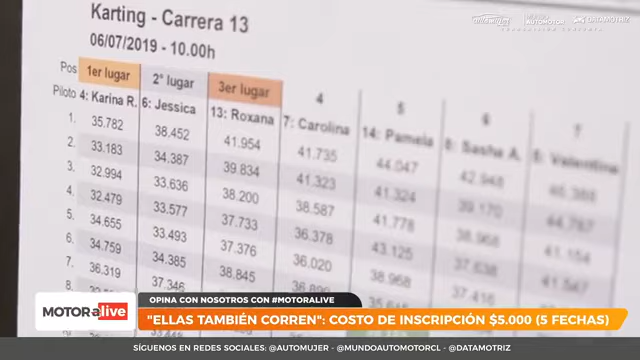 Karting - Carrera 13
06/07/2019 - 10.00h
Pos 1er lugar 2° lugar 3er lugar 4 5 6 7
Piloto 4: Karina R. 6: Jessica 13: Roxana 7: Carolina 14: Pamela Sasha A. Valentina
1. 35.782 38.452 41.954 41.735 44.047 42.948
2. 33.183 34.387 39.834 41.323 41.324 39.170
3. 32.994 33.636 38.200 38.587 41.778 38.968 41.154
4. 32.479 33.577 37.733 36.378 43.125 37.638 41.547
5. 34.655 33.493 37.376 36.020 38.968 37.416
6. 34.759 34.385 38.845
7. 36.319 37.346
8.
MOTORalive
OPINA CON NOSOTROS CON #MOTORALIVE
"ELLAS TAMBIÉN CORREN": COSTO DE INSCRIPCIÓN $5.000 (5 FECHAS)
SÍGUENOS EN REDES SOCIALES: @AUTOMUJER - @MUNDOAUTOMOTORCL - @DATAMOTRIZ
AUTOMOTOR
DATAMOTRIZ